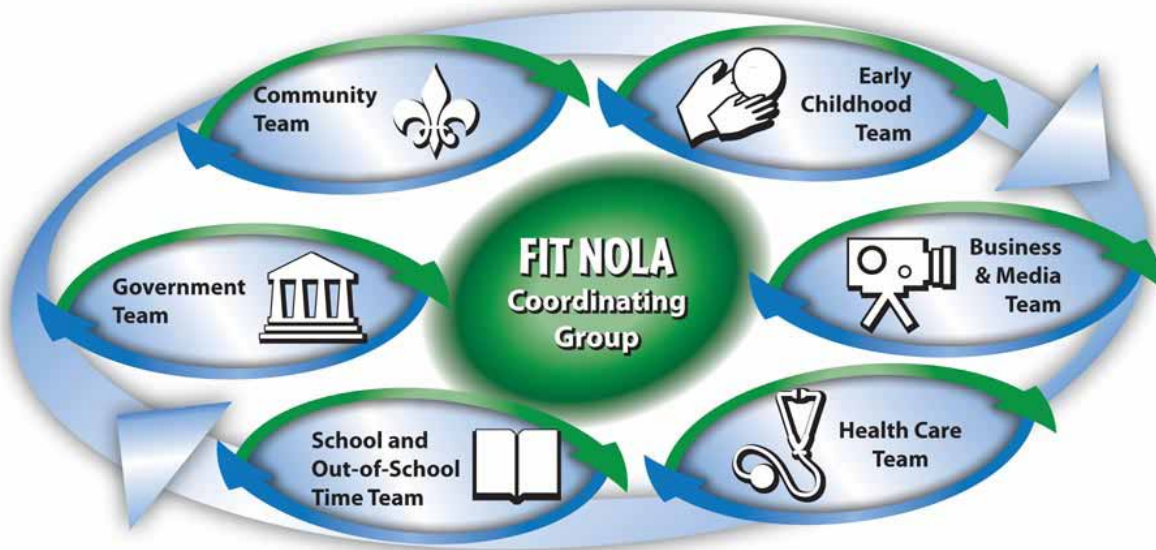 Community
Team
Early
Childhood
Team
Government
Team
FIT NOLA
Coordinating
Group
Business
& Media
Team
School and
Out-of-School
Time Team
Health Care
Team